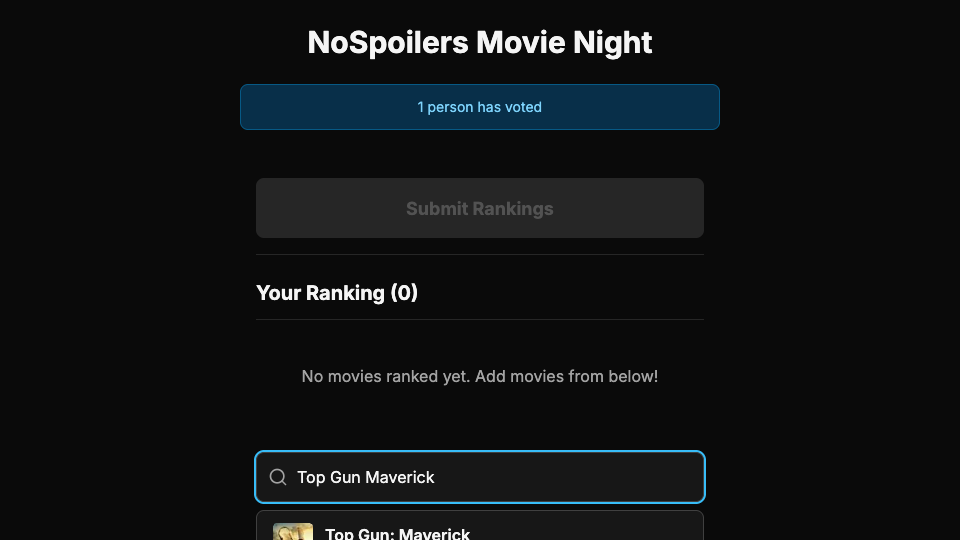 NoSpoilers Movie Night
1 person has voted
Submit Rankings
Your Ranking (0)
No movies ranked yet. Add movies from below!
Top Gun Maverick
Top Gun: Maverick